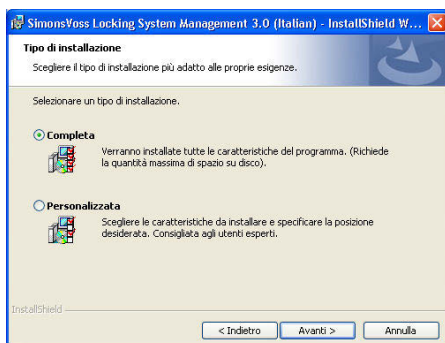 SimonsVoss Locking System Management 3.0 (Italian) - InstallShield W...
Tipo di installazione
Scegliere il tipo di installazione più adatto alle proprie esigenze.
Selezionare un tipo di installazione.
Completa
Verranno installate tutte le caratteristiche del programma. (Richiede
la quantità massima di spazio su disco).
Personalizzata
Scegliere le caratteristiche da installare e specificare la posizione
desiderata. Consigliata agli utenti esperti.
InstallShield
< Indietro Avanti > Annulla